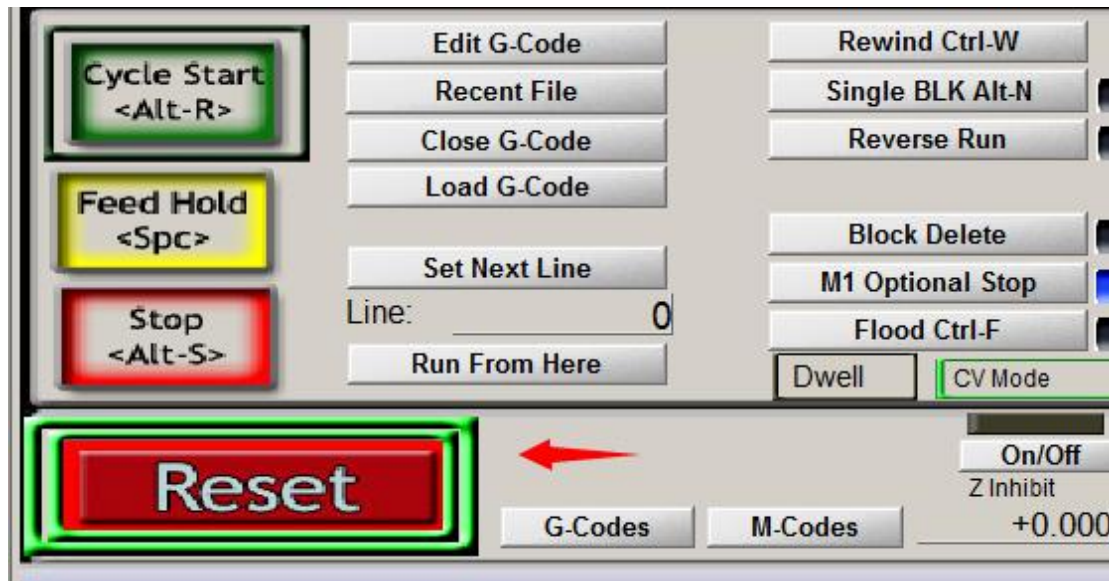 Cycle Start
<Alt-R>
Feed Hold
<Spc>
Stop
<Alt-S>
Edit G-Code
Recent File
Close G-Code
Load G-Code
Set Next Line
Line: 0
Run From Here
Rewind Ctrl-W
Single BLK Alt-N
Reverse Run
Block Delete
M1 Optional Stop
Flood Ctrl-F
Dwell
CV Mode
Reset
G-Codes
M-Codes
On/Off
Z Inhibit
+0.000